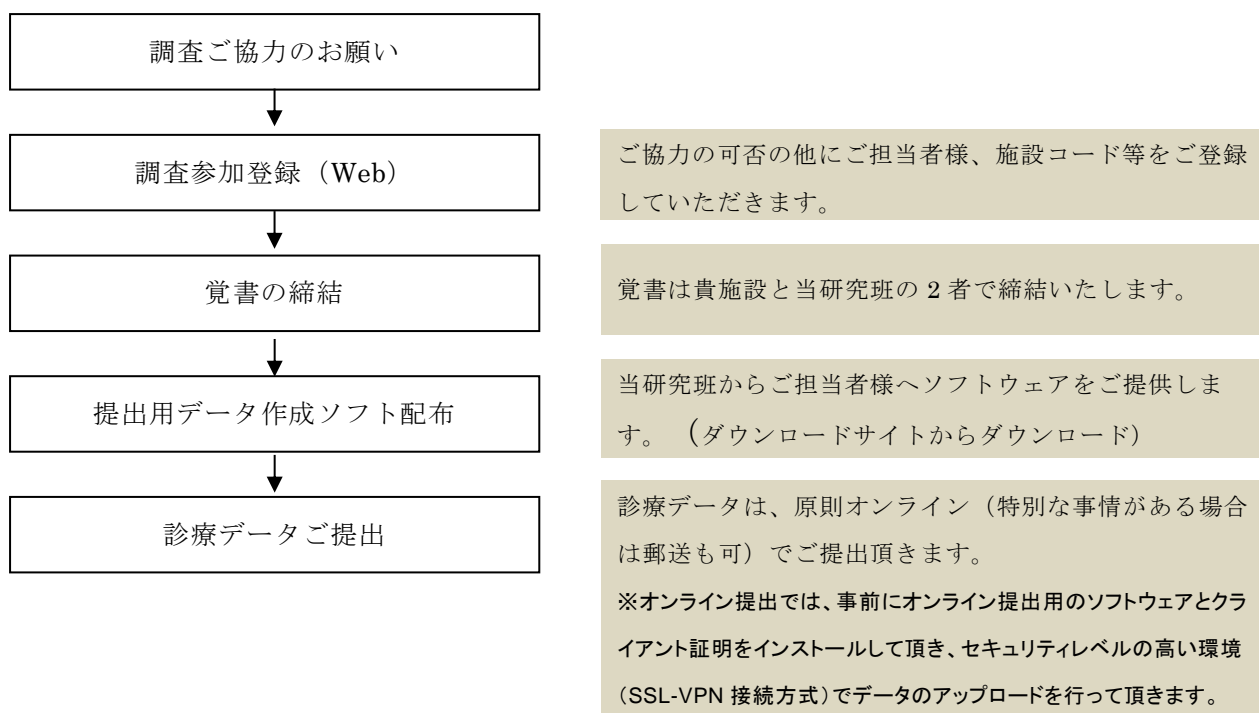 調査ご協力のお願い
調査参加登録（Web）
ご協力の可否の他にご担当者様、施設コード等をご登録
していただきます。
覚書の締結
覚書は貴施設と当研究班の 2 者で締結いたします。
提出用データ作成ソフト配布
当研究班からご担当者様へソフトウェアをご提供しま
す。 （ダウンロードサイトからダウンロード）
診療データご提出
診療データは、原則オンライン（特別な事情がある場合
は郵送も可）でご提出頂きます。
※オンライン提出では、事前にオンライン提出用のソフトウェアとクラ
イアント証明をインストールして頂き、セキュリティレベルの高い環境
（SSL-VPN 接続方式）でデータのアップロードを行って頂きます。